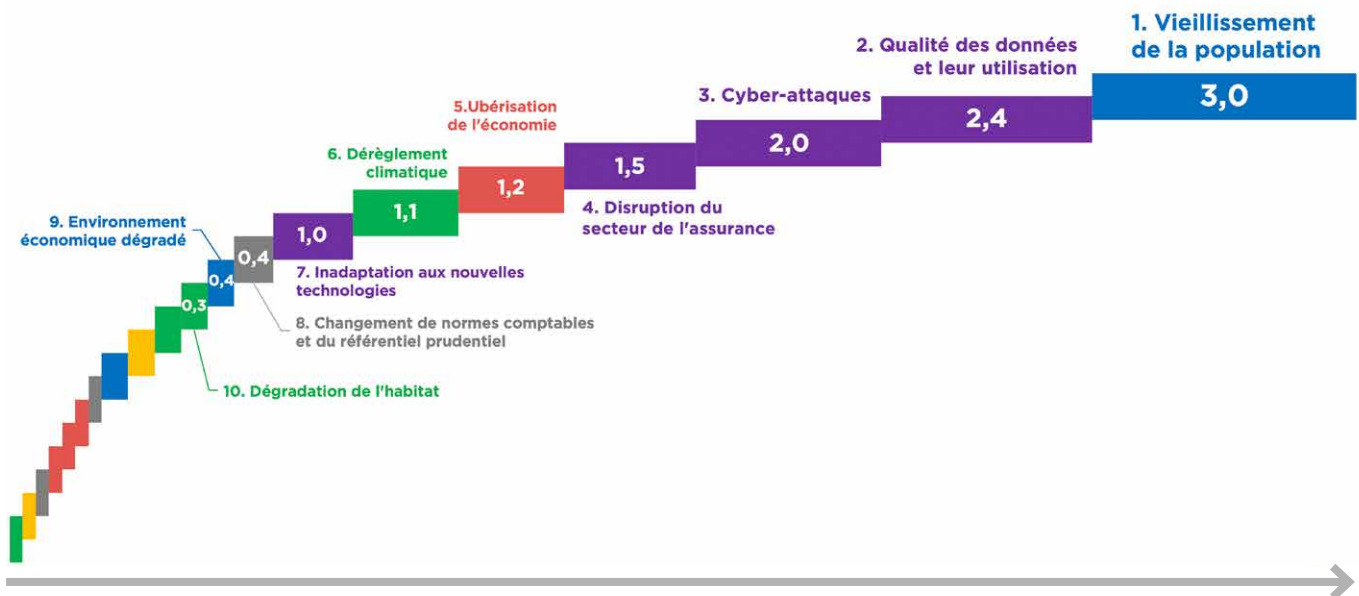 1. Vieillissement
de la population
3,0
2. Qualité des données
et leur utilisation
2,4
3. Cyber-attaques
2,0
4. Disruption du
secteur de l'assurance
1,5
5.Ubérisation
de l'économie
1,2
6. Dérèglement
climatique
1,1
7. Inadaptation aux nouvelles
technologies
1,0
8. Changement de normes comptables
et du référentiel prudentiel
0,4
9. Environnement
économique dégradé
0,4
10. Dégradation de l'habitat
0,3